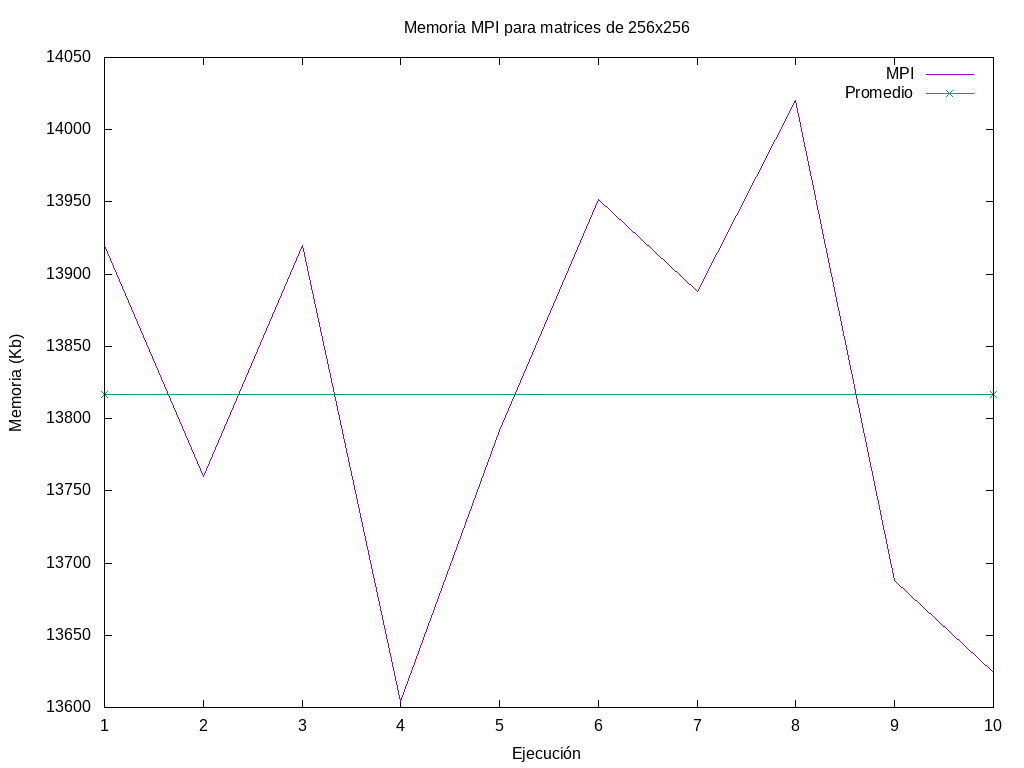 Memoria MPI para matrices de 256x256
MPI
Promedio
14050
14000
13950
13900
13850
13800
13750
13700
13650
13600
Memoria (Kb)
1 2 3 4 5 6 7 8 9 10
Ejecución